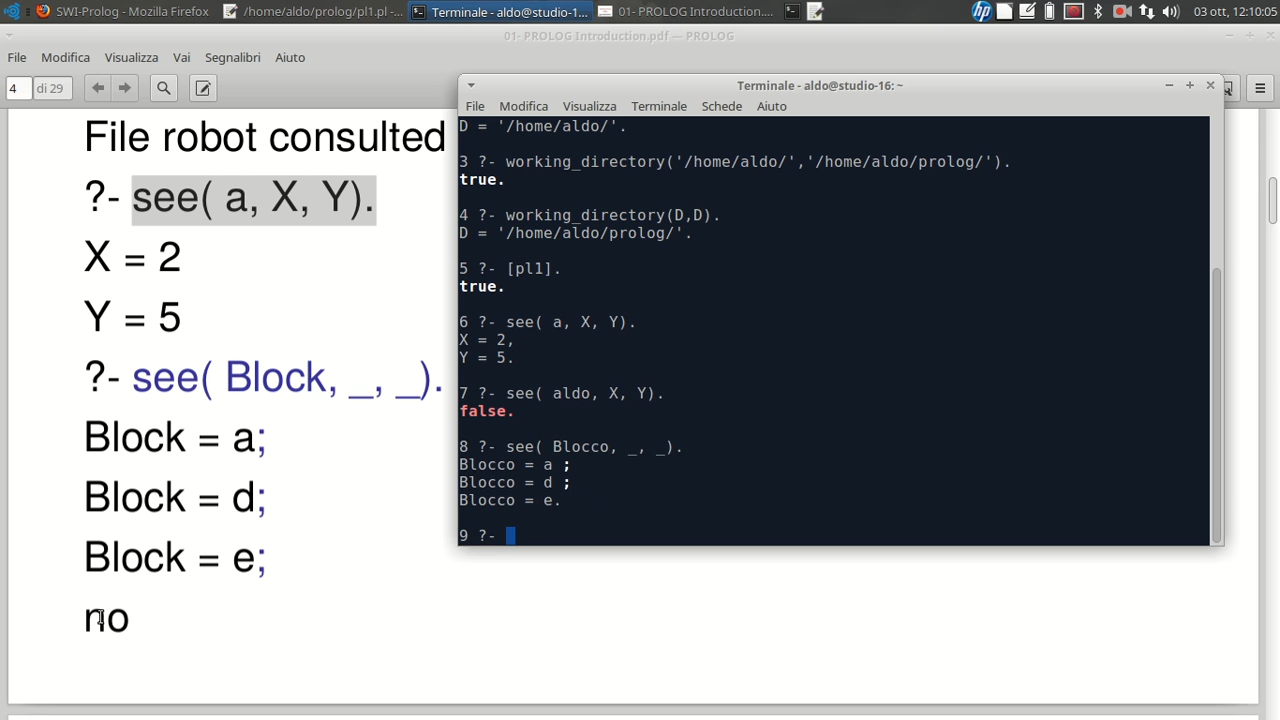 SWI-Prolog - Mozilla Firefox
/home/aldo/prolog/pl1.pl -...
Terminale - aldo@studio-1...
01- PROLOG Introduction....
hp
03 ott, 12:10:05
01- PROLOG Introduction.pdf — PROLOG
File Modifica Visualizza Vai Segnalibri Aiuto
4 di 29
File robot consulted
?- see( a, X, Y).
X = 2
Y = 5
?- see( Block, _, _).
Block = a;
Block = d;
Block = e;
no
Terminale - aldo@studio-16: ~
File Modifica Visualizza Terminale Schede Aiuto
D = '/home/aldo/'.
3 ?- working_directory('/home/aldo/','/home/aldo/prolog/').
true.
4 ?- working_directory(D,D).
D = '/home/aldo/prolog/'.
5 ?- [pl1].
true.
6 ?- see( a, X, Y).
X = 2,
Y = 5.
7 ?- see( aldo, X, Y).
false.
8 ?- see( Blocco, _, _).
Blocco = a ;
Blocco = d ;
Blocco = e.
9 ?-